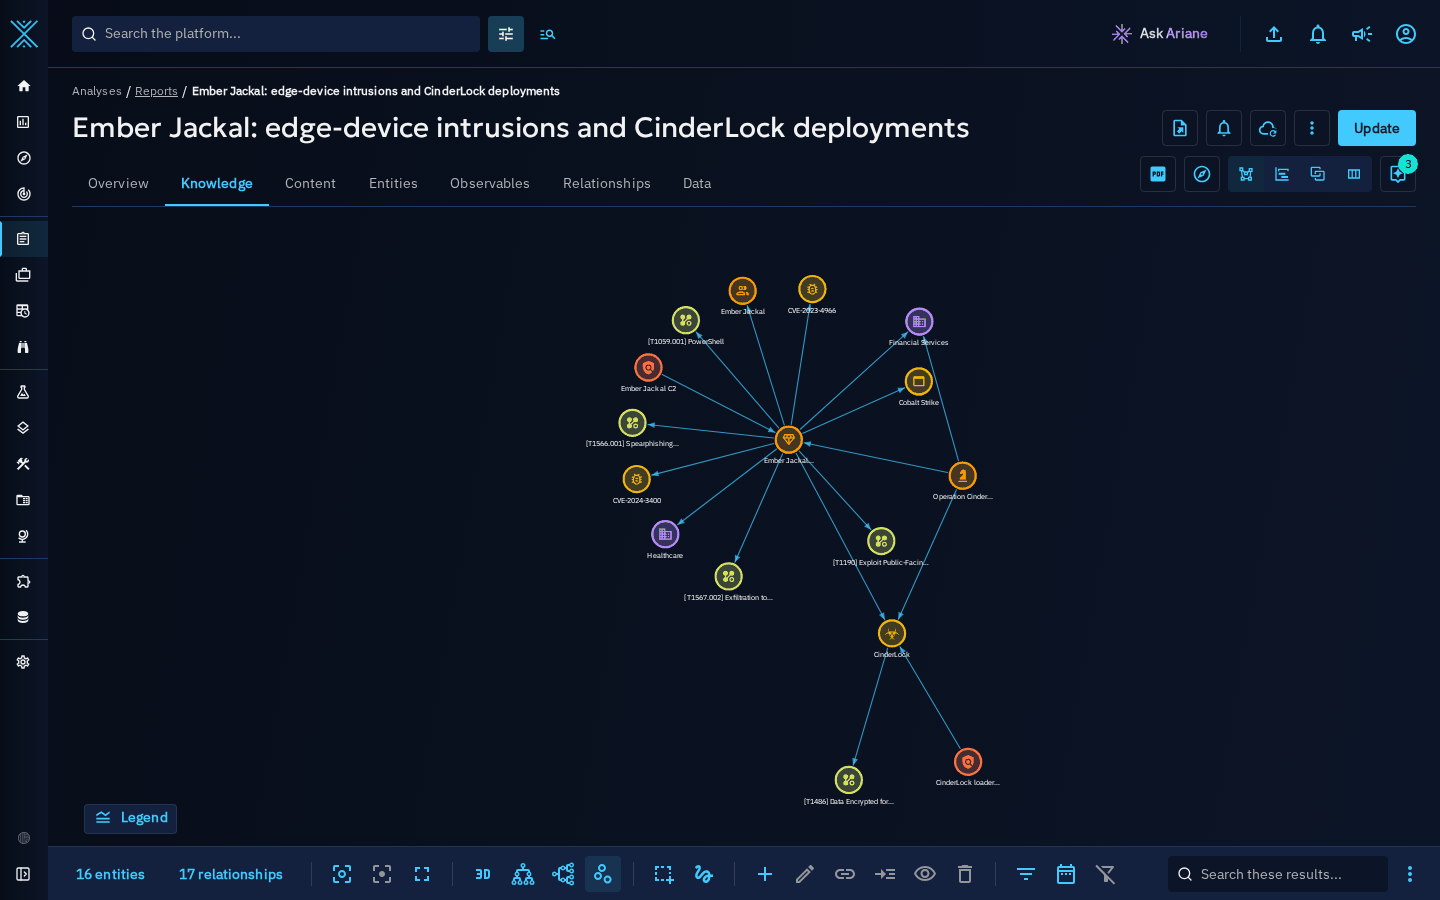 Search the platform...
Ask Ariane
Analyses / Reports / Ember Jackal: edge-device intrusions and CinderLock deployments
Ember Jackal: edge-device intrusions and CinderLock deployments
Update
Overview
Knowledge
Content
Entities
Observables
Relationships
Data
PDF
3
Ember Jackal
CVE-2023-4966
[T1059.001] PowerShell
Financial Services
Ember Jackal C2
Cobalt Strike
[T1566.001] Spearphishing...
Ember Jackal...
CVE-2024-3400
Operation Cinder...
Healthcare
[T1190] Exploit Public-Facin...
[T1567.002] Exfiltration to...
CinderLock
CinderLock loader...
[T1486] Data Encrypted for...
Legend
16 entities
17 relationships
3D
Search these results...